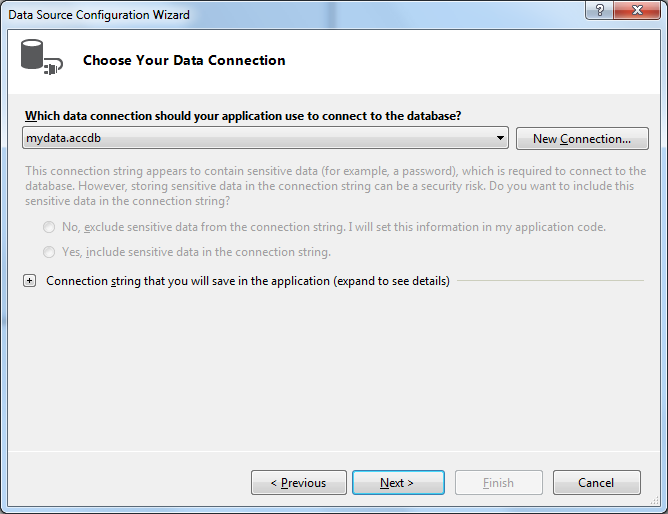 Data Source Configuration Wizard
?
Choose Your Data Connection
Which data connection should your application use to connect to the database?
mydata.accdb
New Connection...
This connection string appears to contain sensitive data (for example, a password), which is required to connect to the
database. However, storing sensitive data in the connection string can be a security risk. Do you want to include this
sensitive data in the connection string?
No, exclude sensitive data from the connection string. I will set this information in my application code.
Yes, include sensitive data in the connection string.
Connection string that you will save in the application (expand to see details)
< Previous
Next >
Finish
Cancel